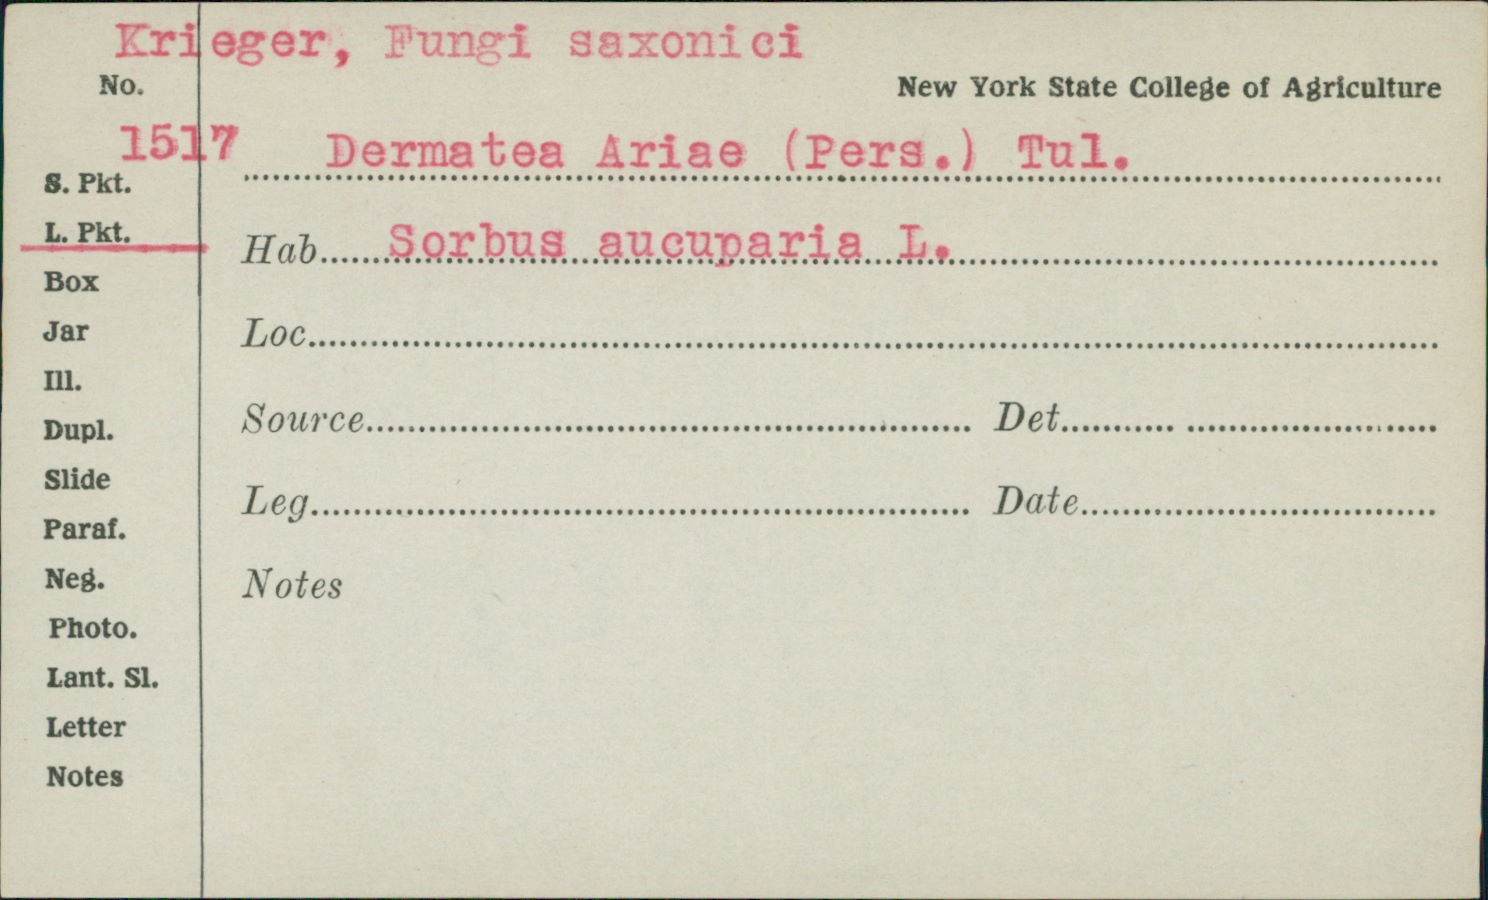 Krieger, Fungi saxonici
No.
New York State College of Agriculture
1517 Dermatea Ariae (Pers.) Tul.
S. Pkt.
L. Pkt.
Hab. Sorbus aucuparia L.
Box
Jar
Loc.
Ill.
Dupl.
Source Det.
Slide
Leg. Date
Paraf.
Neg.
Notes
Photo.
Lant. Sl.
Letter
Notes